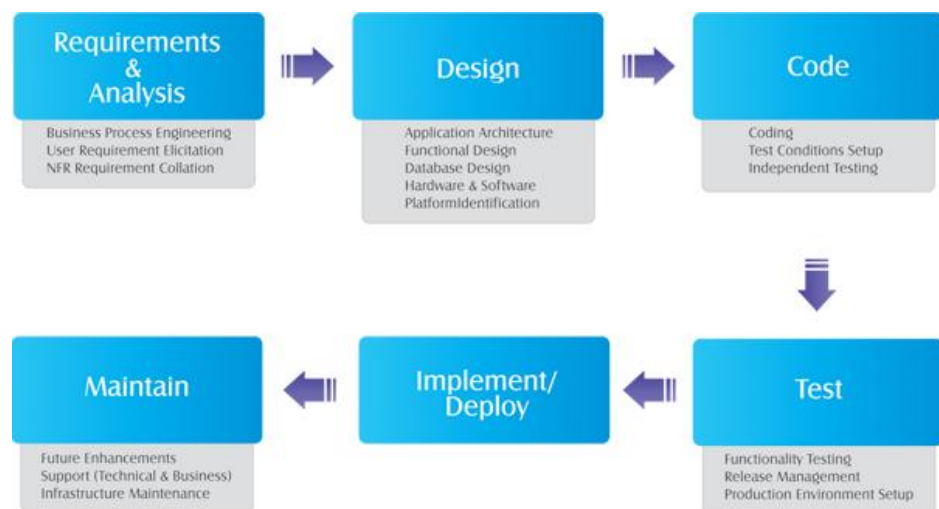 Requirements
&
Analysis
Business Process Engineering
User Requirement Elicitation
NFR Requirement Collation
Design
Application Architecture
Functional Design
Database Design
Hardware & Software
PlatformIdentification
Code
Coding
Test Conditions Setup
Independent Testing
Test
Functionality Testing
Release Management
Production Environment Setup
Implement/
Deploy
Maintain
Future Enhancements
Support (Technical & Business)
Infrastructure Maintenance